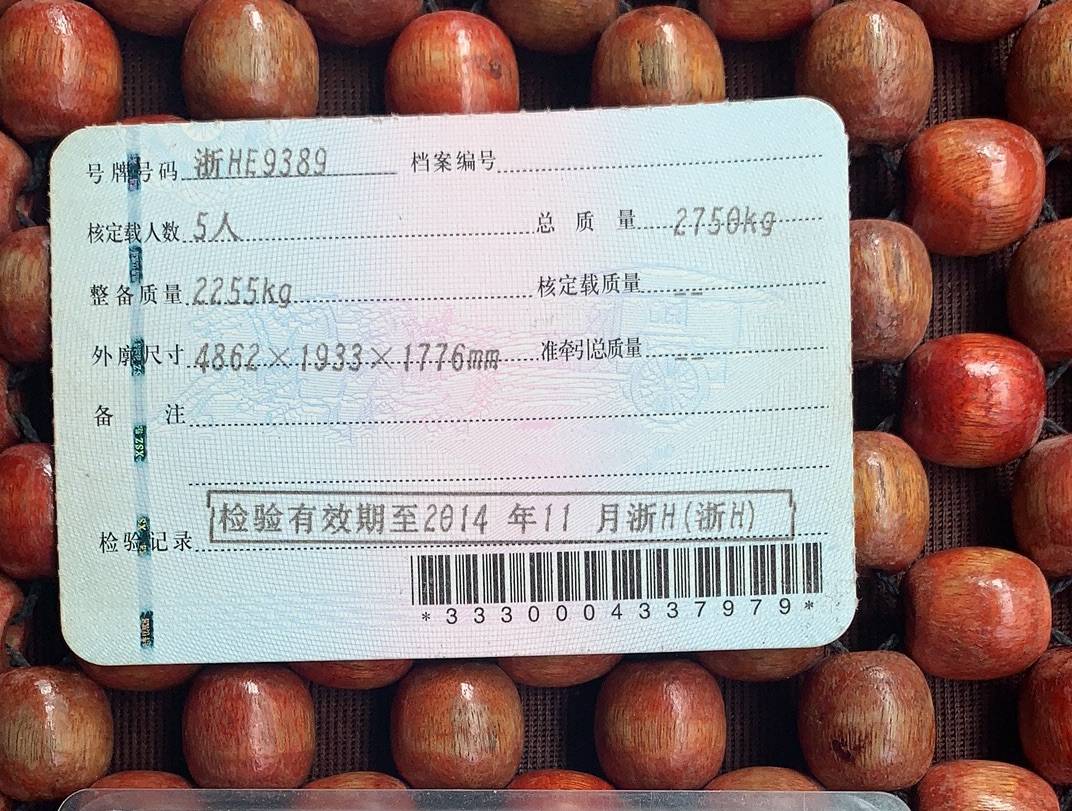 号牌号码 浙HE9389 档案编号
核定载人数 5人 总质量 2750kg
整备质量 2255kg 核定载质量 --
外廓尺寸 4862×1933×1776mm 准牵引总质量 --
备注
检验记录 检验有效期至2014年11月浙H(浙H)
*3330004337979*